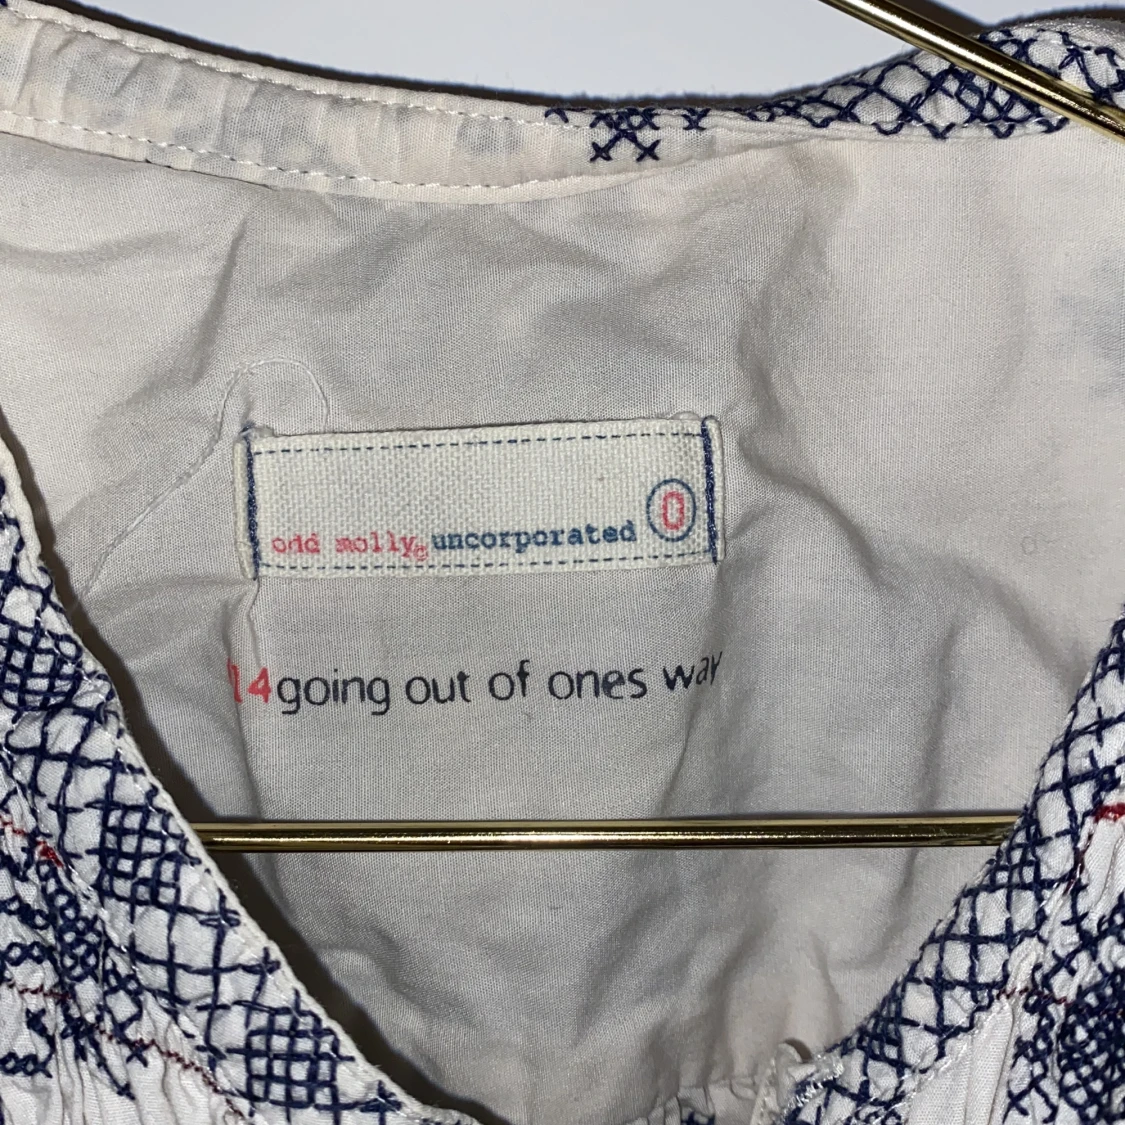 odd molly© uncorporated 0
14going out of ones way